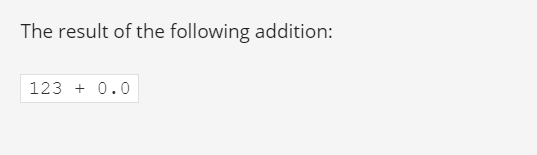 The result of the following addition:
123 + 0.0